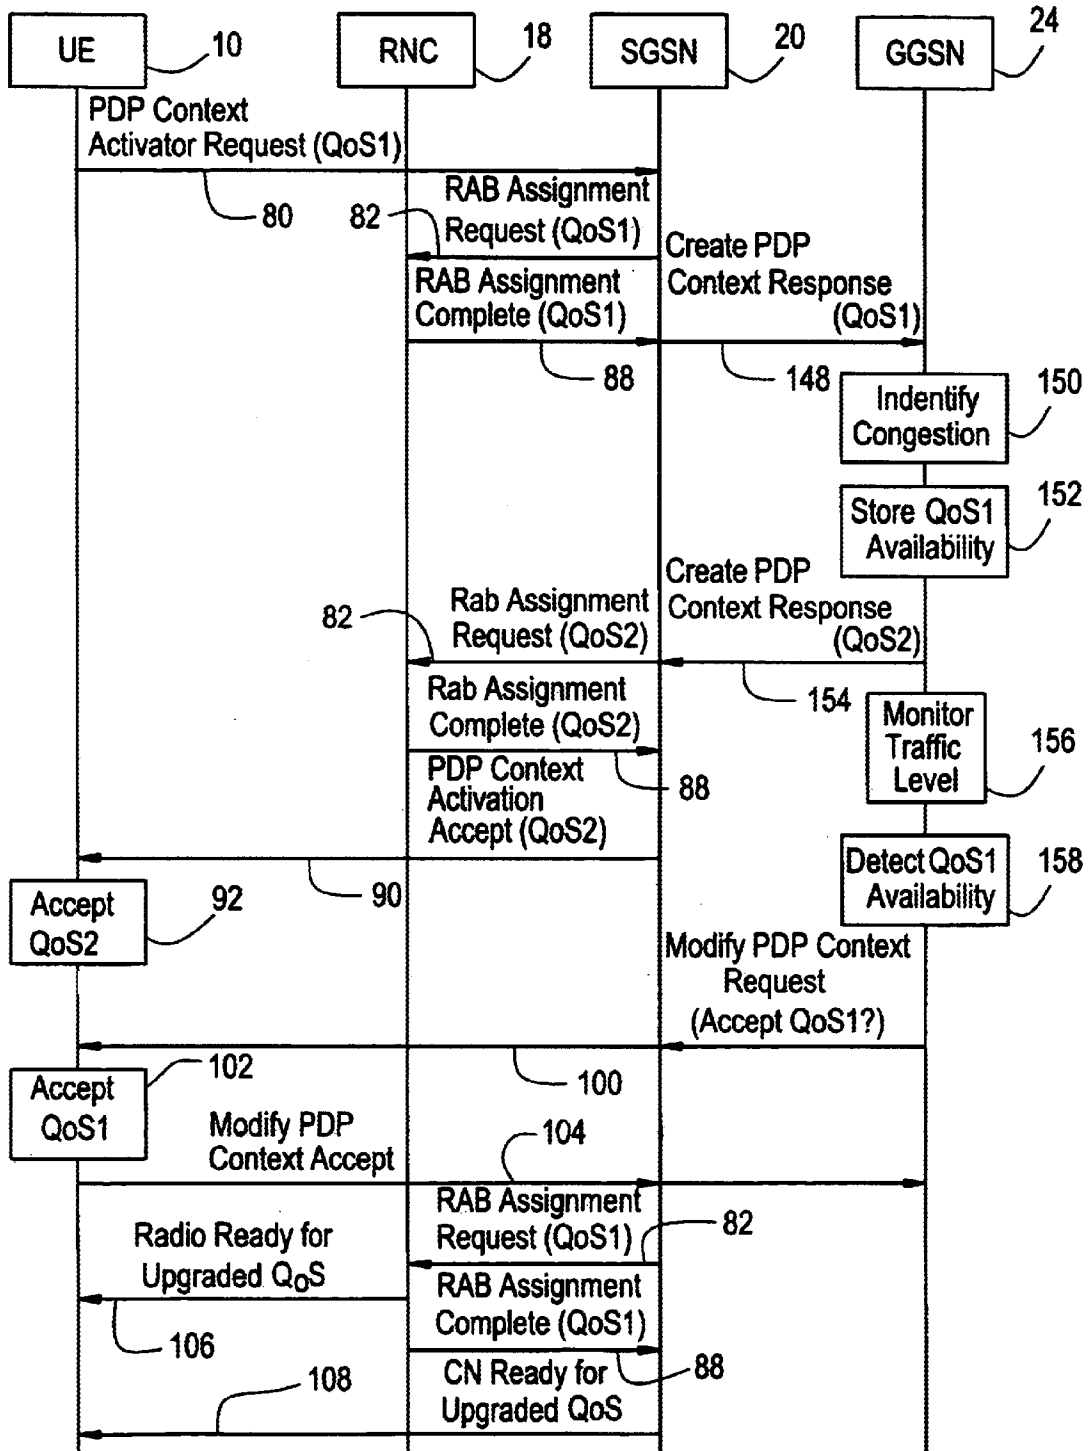 UE
10
RNC
18
SGSN
20
GGSN
24
PDP Context
Activator Request (QoS1)
80
82
RAB Assignment
Request (QoS1)
Create PDP
Context Response
(QoS1)
RAB Assignment
Complete (QoS1)
88
148
Indentify
Congestion
150
Store QoS1
Availability
152
Create PDP
Context Response
(QoS2)
82
Rab Assignment
Request (QoS2)
154
Rab Assignment
Complete (QoS2)
88
Monitor
Traffic
Level
156
PDP Context
Activation
Accept (QoS2)
90
Detect QoS1
Availability
158
Accept
QoS2
92
Modify PDP Context
Request
(Accept QoS1?)
100
Accept
QoS1
102
Modify PDP
Context Accept
104
RAB Assignment
Request (QoS1)
82
Radio Ready for
Upgraded QoS
106
RAB Assignment
Complete (QoS1)
88
108
CN Ready for
Upgraded QoS